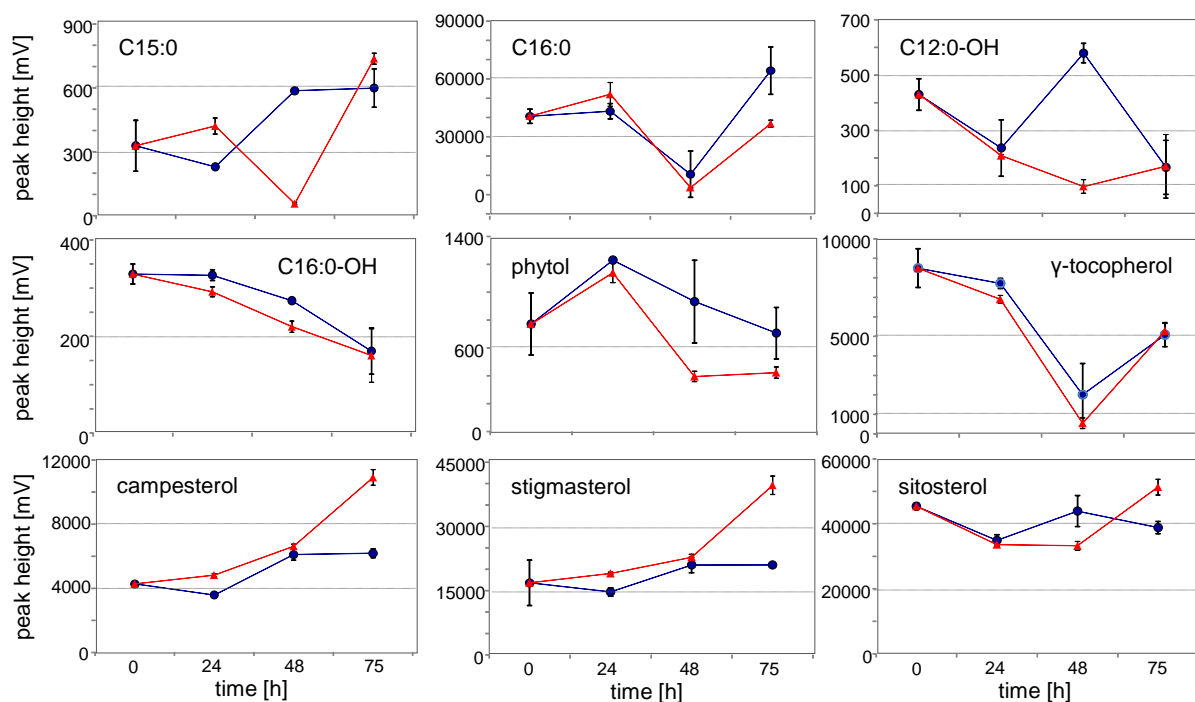 peak height [mV]
900
600
300
0
C15:0
90000
60000
30000
0
C16:0
700
500
300
100
0
C12:0-OH
peak height [mV]
400
200
0
C16:0-OH
1400
600
0
phytol
10000
5000
1000
0
γ-tocopherol
peak height [mV]
12000
8000
4000
0
campesterol
0 24 48 75
time [h]
45000
30000
15000
0
stigmasterol
0 24 48 75
time [h]
60000
40000
20000
0
sitosterol
0 24 48 75
time [h]